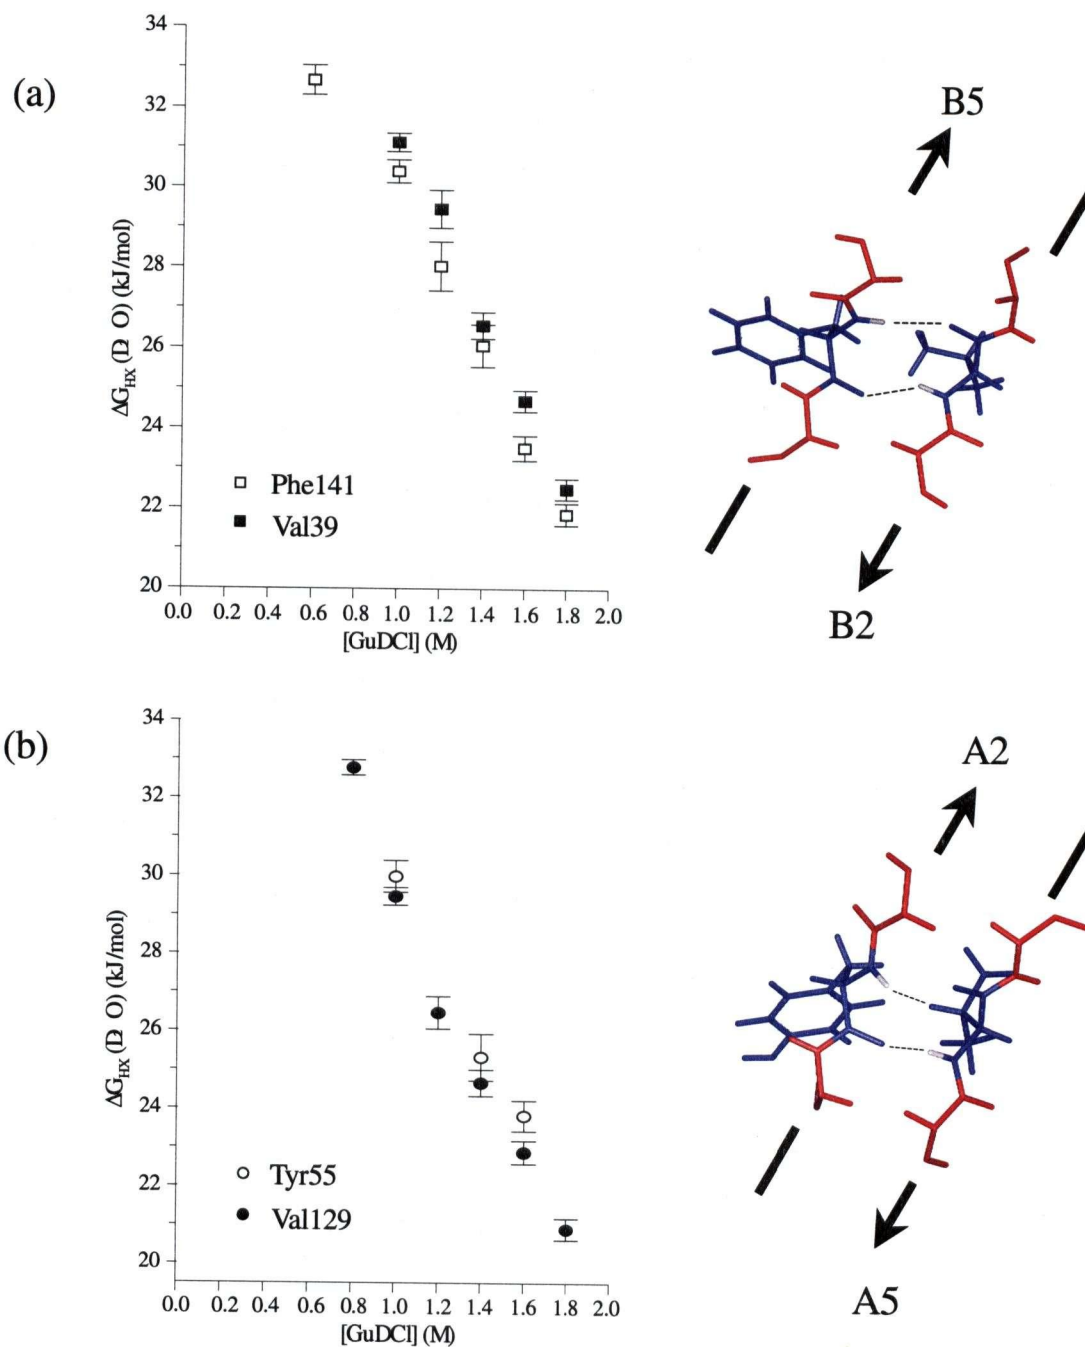 (a)
34
32
30
28
26
24
22
20
ΔG_HX (D O) (kJ/mol)
Phe141
Val39
0.0 0.2 0.4 0.6 0.8 1.0 1.2 1.4 1.6 1.8 2.0
[GuDCl] (M)
B5
B2
(b)
34
32
30
28
26
24
22
20
ΔG_HX (D O) (kJ/mol)
Tyr55
Val129
0.0 0.2 0.4 0.6 0.8 1.0 1.2 1.4 1.6 1.8 2.0
[GuDCl] (M)
A2
A5